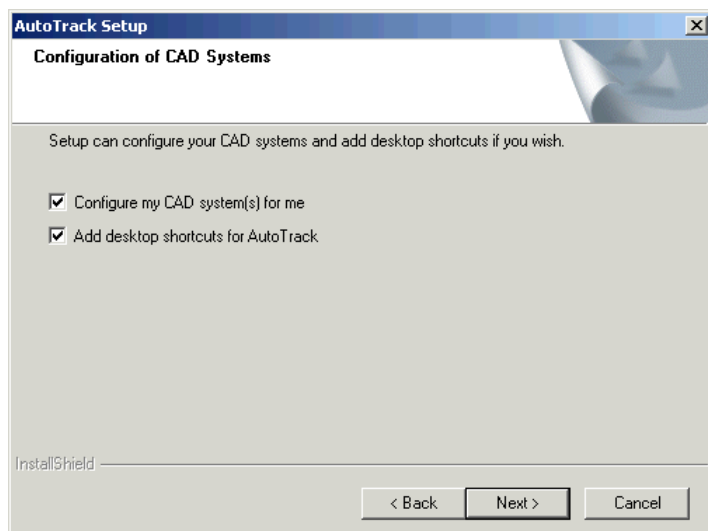 AutoTrack Setup
Configuration of CAD Systems
Setup can configure your CAD systems and add desktop shortcuts if you wish.
Configure my CAD system(s) for me
Add desktop shortcuts for AutoTrack
InstallShield
< Back Next > Cancel